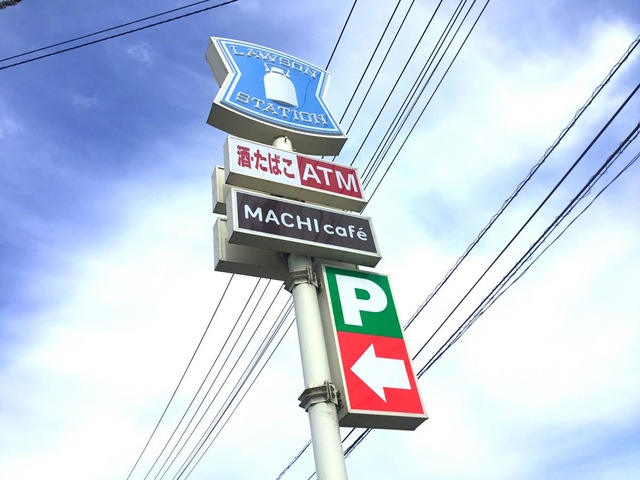 LAWSON
STATION
酒・たばこ ATM
MACHI café
P